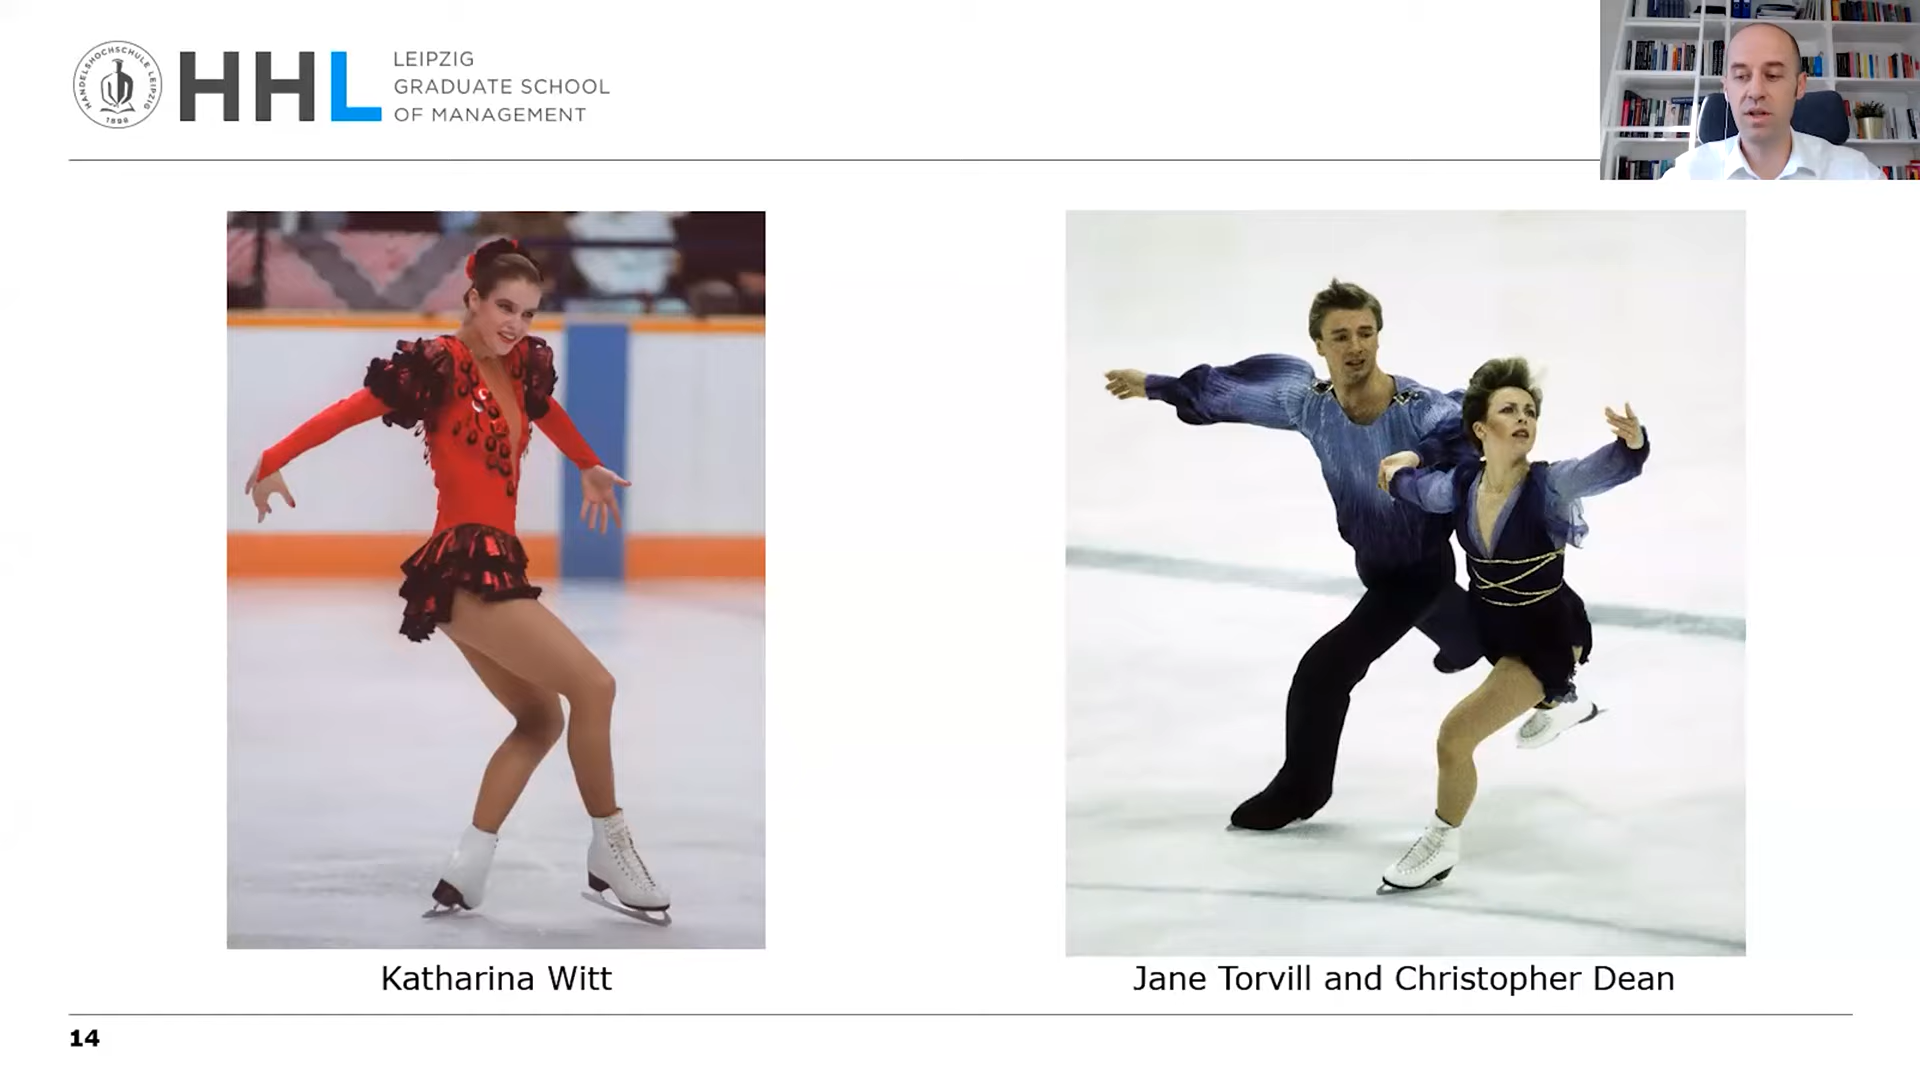 HANDELSHOCHSCHULE LEIPZIG
1898
HHL
LEIPZIG
GRADUATE SCHOOL
OF MANAGEMENT
Katharina Witt
Jane Torvill and Christopher Dean
14